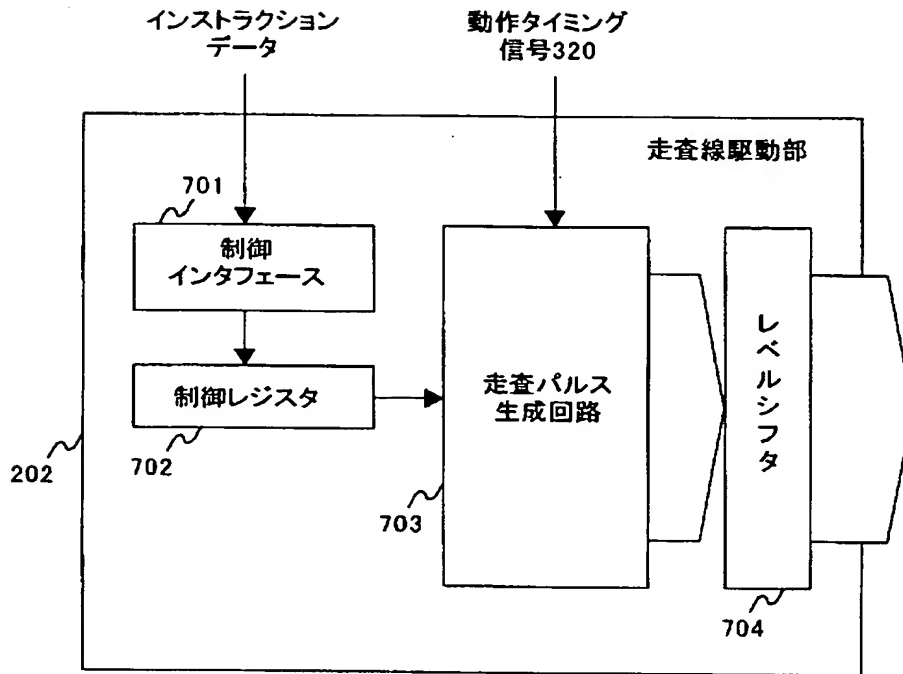 インストラクション
データ
動作タイミング
信号320
走査線駆動部
701
制御
インタフェース
制御レジスタ
702
走査パルス
生成回路
703
レベルシフタ
704
202